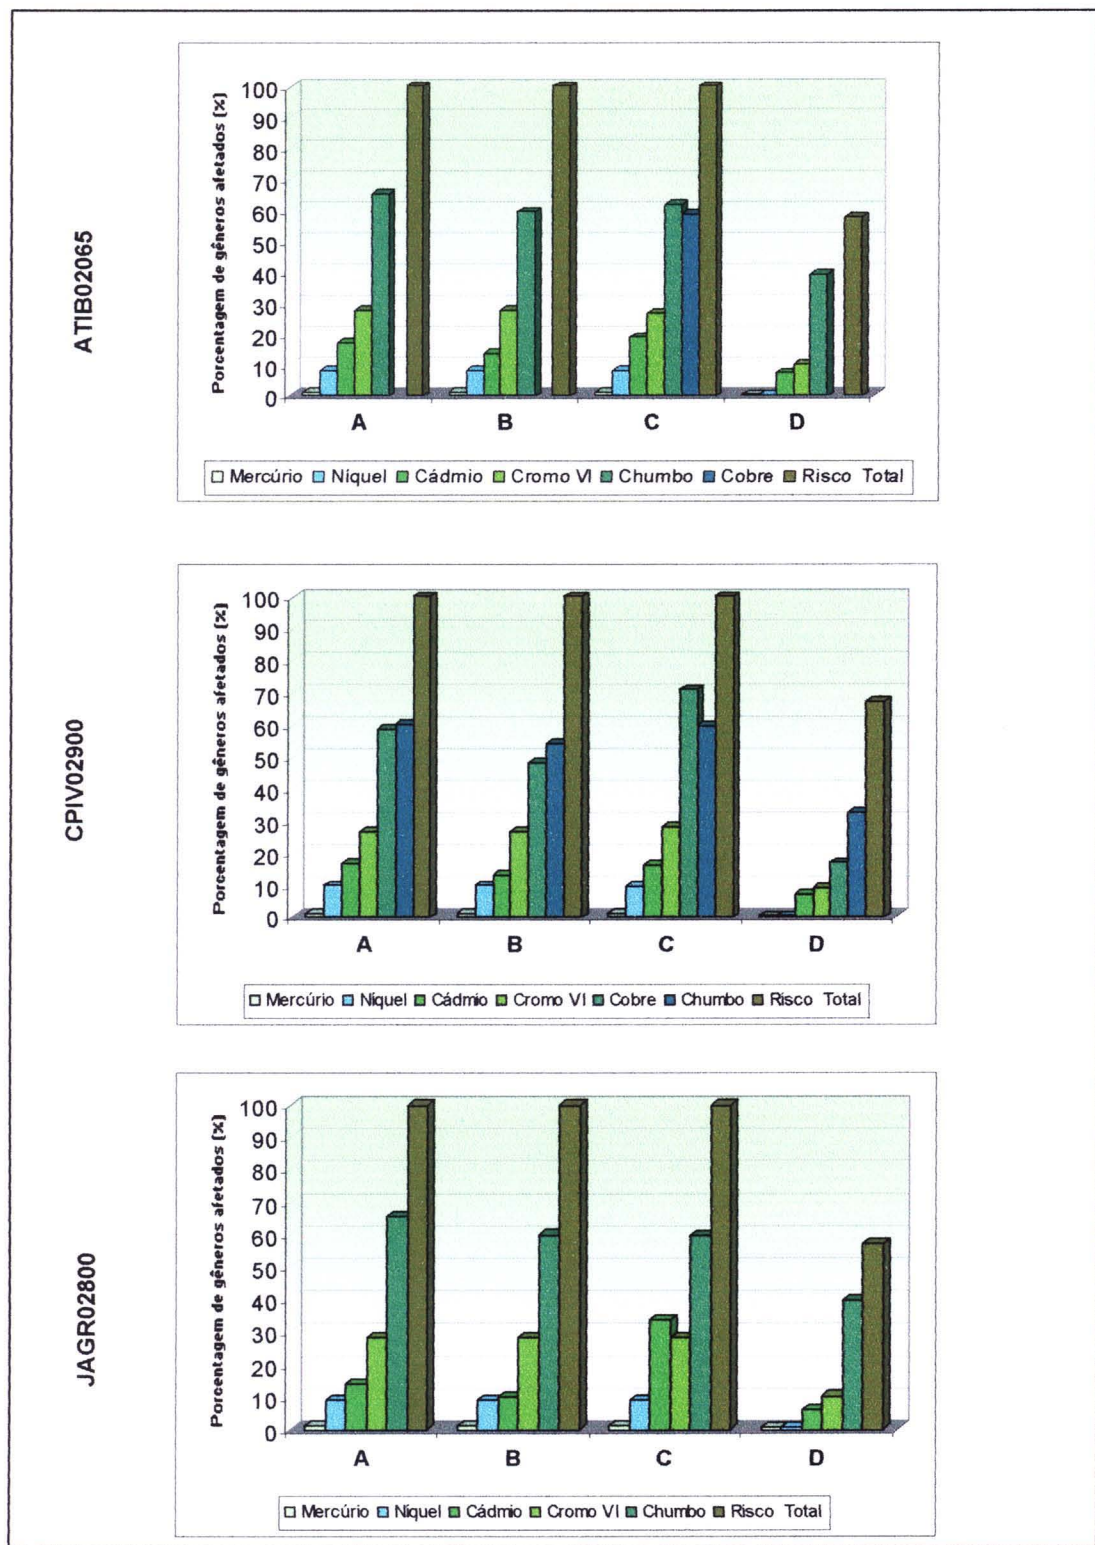 ATIB02065
Porcentagem de gêneros afetados (%)
100
90
80
70
60
50
40
30
20
10
0
A B C D
Mercúrio Níquel Cádmio Cromo VI Chumbo Cobre Risco Total
CPIV02900
Porcentagem de gêneros afetados (%)
100
90
80
70
60
50
40
30
20
10
0
A B C D
Mercúrio Níquel Cádmio Cromo VI Cobre Chumbo Risco Total
JAGR02800
Porcentagem de gêneros afetados (%)
100
90
80
70
60
50
40
30
20
10
0
A B C D
Mercúrio Níquel Cádmio Cromo VI Chumbo Risco Total